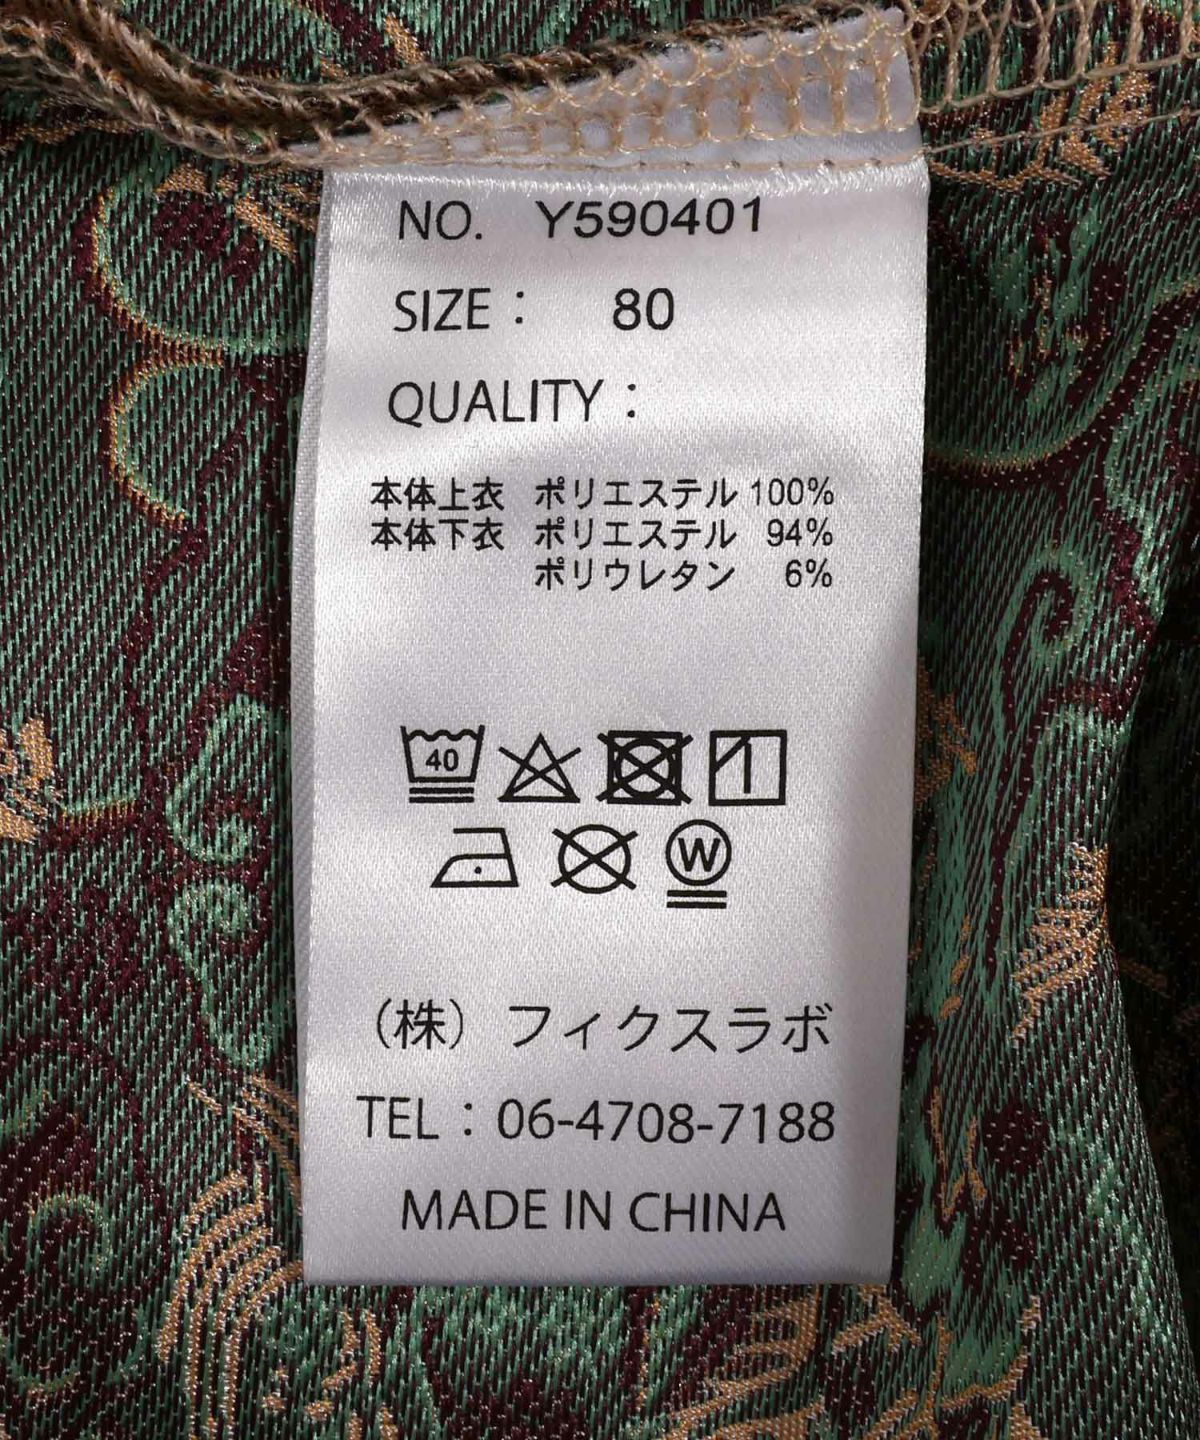 NO. Y590401
SIZE： 80
QUALITY：
本体上衣 ポリエステル 100%
本体下衣 ポリエステル 94%
ポリウレタン 6%
40
W
（株）フィクスラボ
TEL：06-4708-7188
MADE IN CHINA